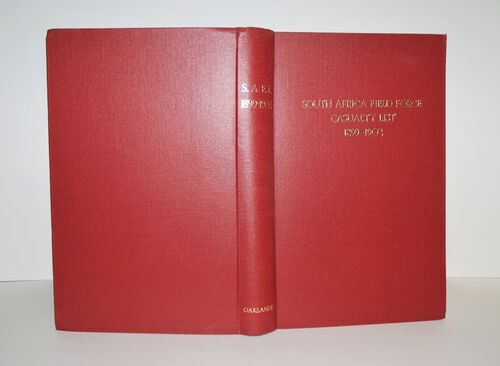 S. A. F. F.
1899-1902
OAKLANDS
SOUTH AFRICA FIELD FORCE
CASUALTY LIST
1899-1902